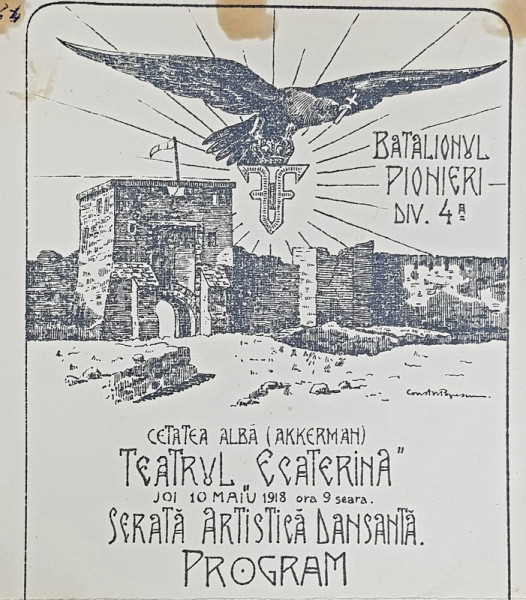 BATALIONUL
PIONIERI
DIV. 4ª
CETATEA ALBĂ (AKKERMAN)
TEATRUL „ECATERINA”
JOI 10 MAIU 1918 ora 9 seara.
SERATĂ ARTISTICĂ DANSANTĂ.
PROGRAM